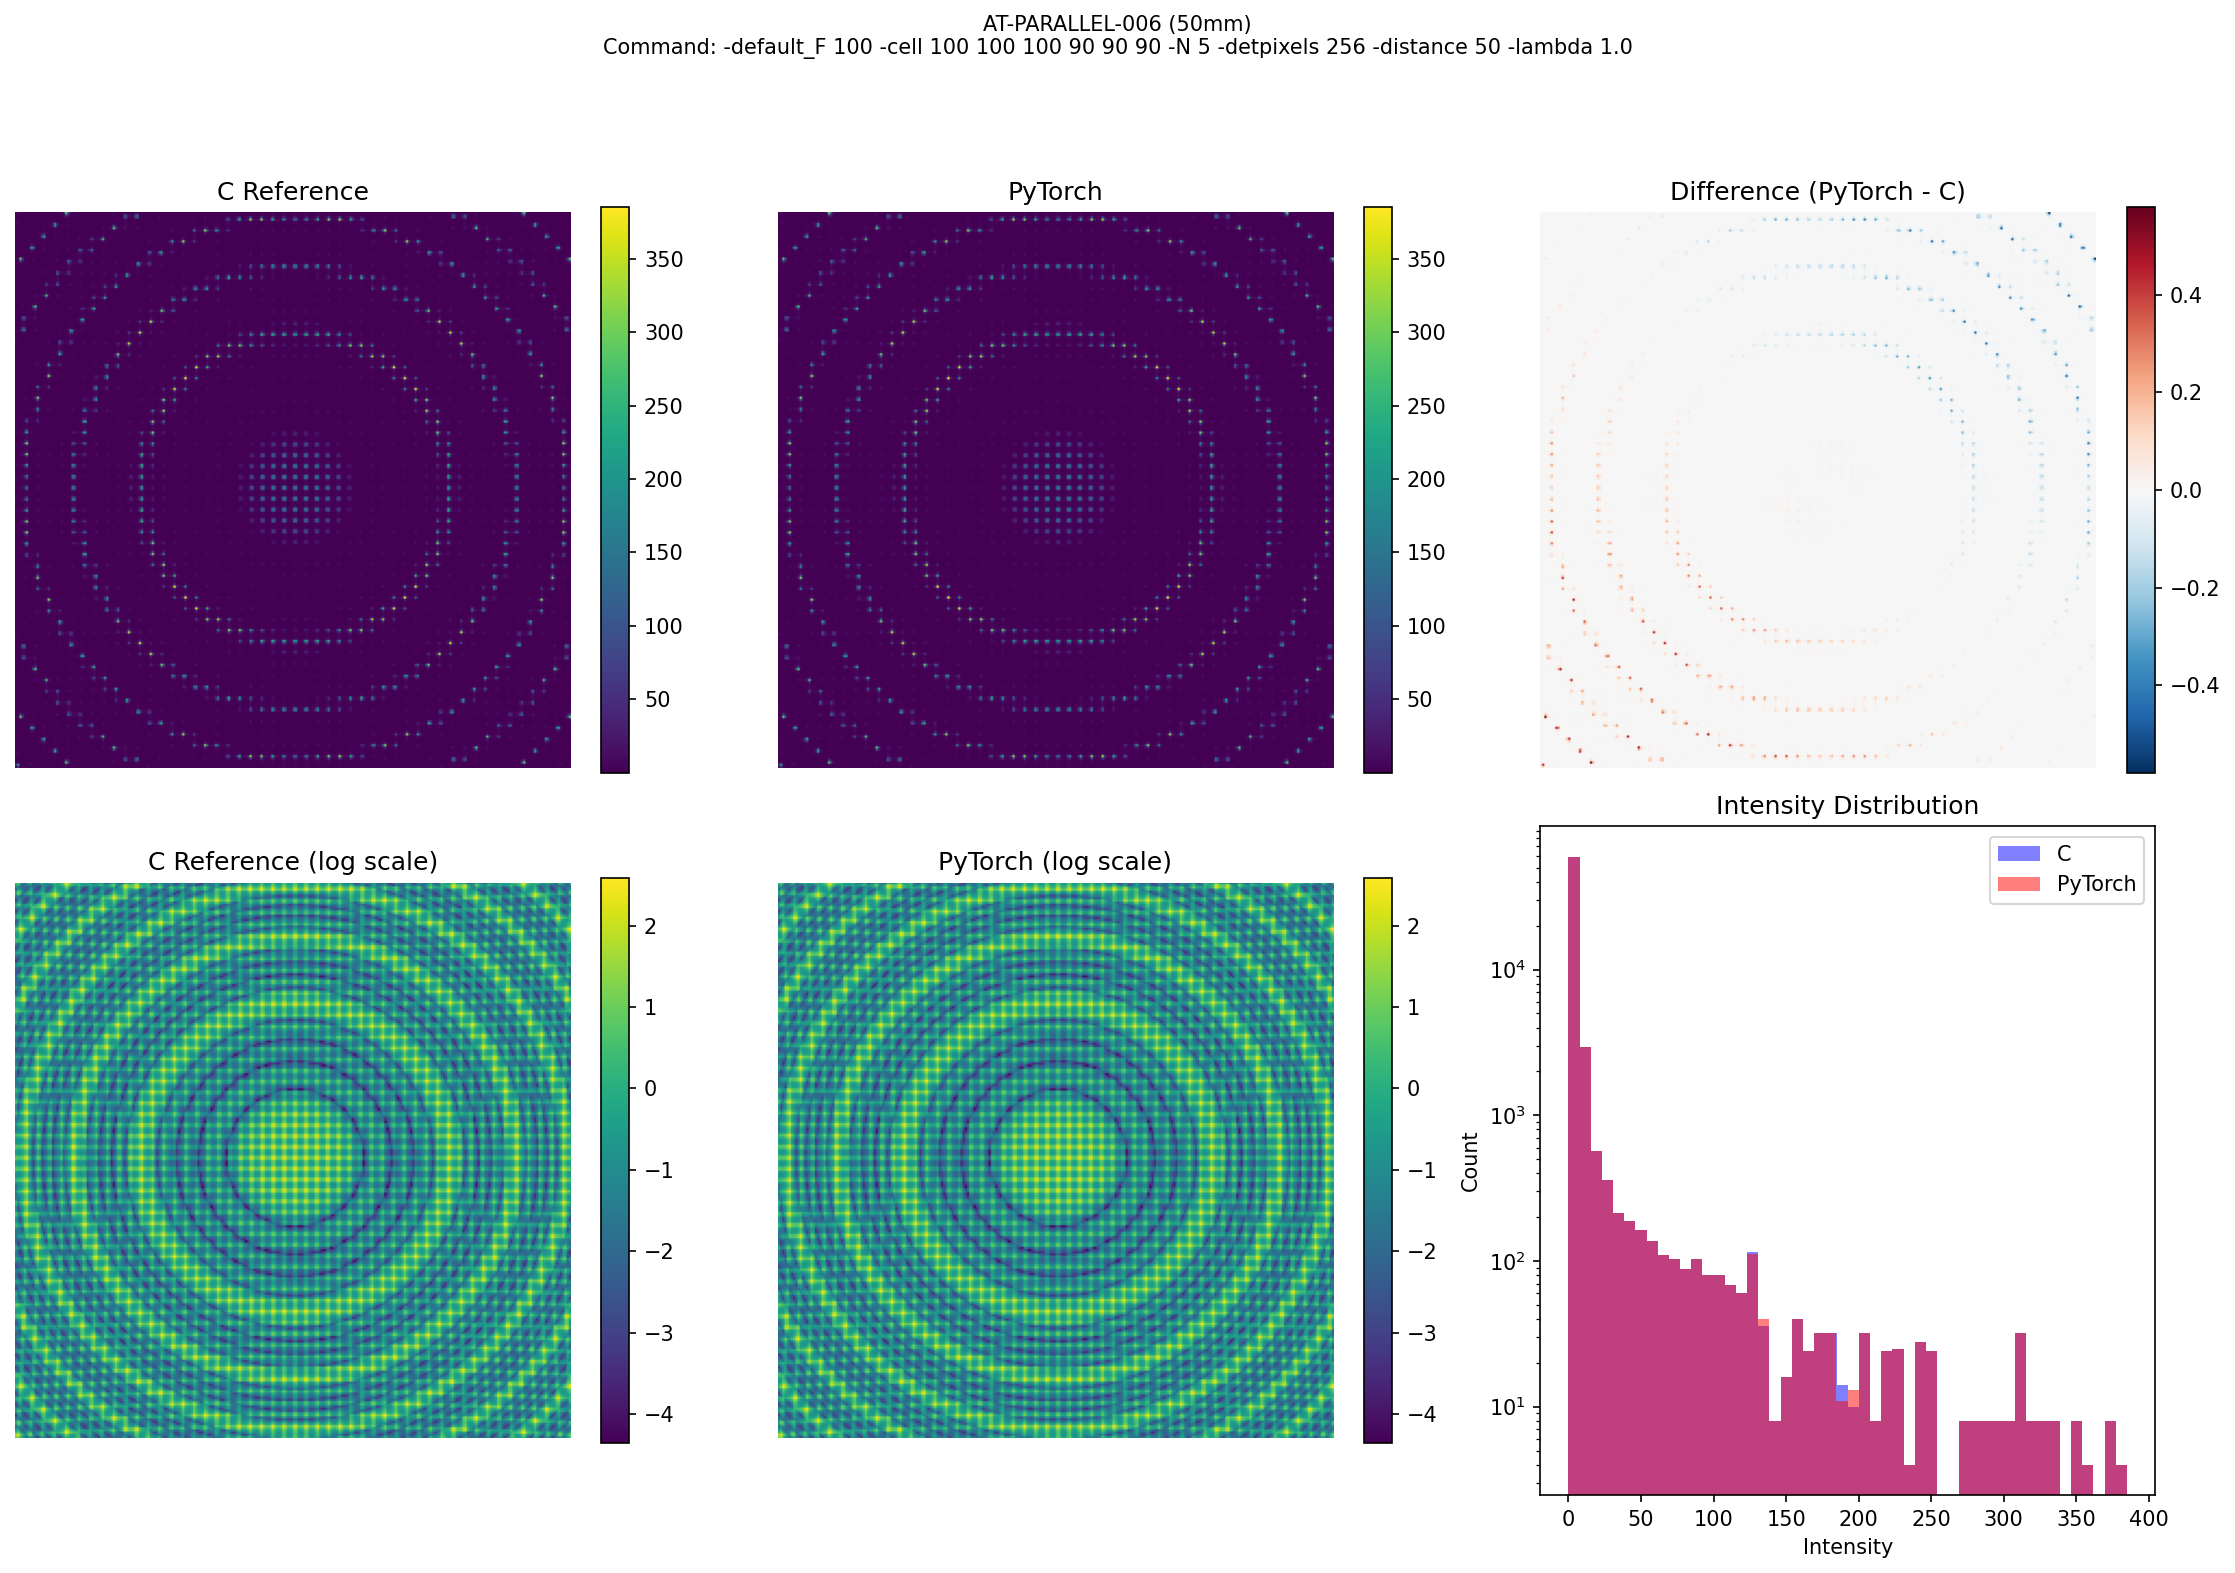 AT-PARALLEL-006 (50mm)
Command: -default_F 100 -cell 100 100 100 90 90 90 -N 5 -detpixels 256 -distance 50 -lambda 1.0
C Reference
350
300
250
200
150
100
50
PyTorch
350
300
250
200
150
100
50
Difference (PyTorch - C)
0.4
0.2
0.0
−0.2
−0.4
C Reference (log scale)
2
1
0
−1
−2
−3
−4
PyTorch (log scale)
2
1
0
−1
−2
−3
−4
Intensity Distribution
C
PyTorch
10⁴
10³
10²
10¹
Count
0 50 100 150 200 250 300 350 400
Intensity